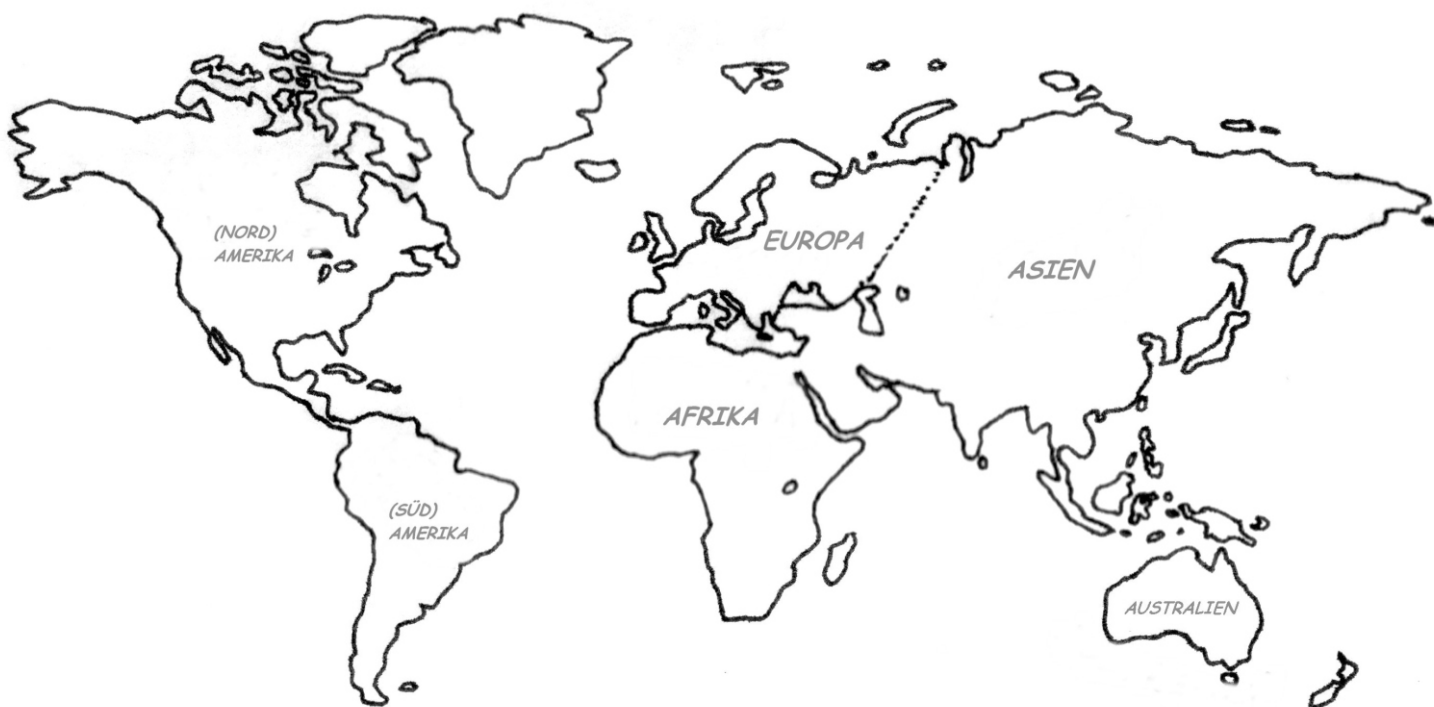 (NORD)
AMERIKA
EUROPA
ASIEN
AFRIKA
(SÜD)
AMERIKA
AUSTRALIEN